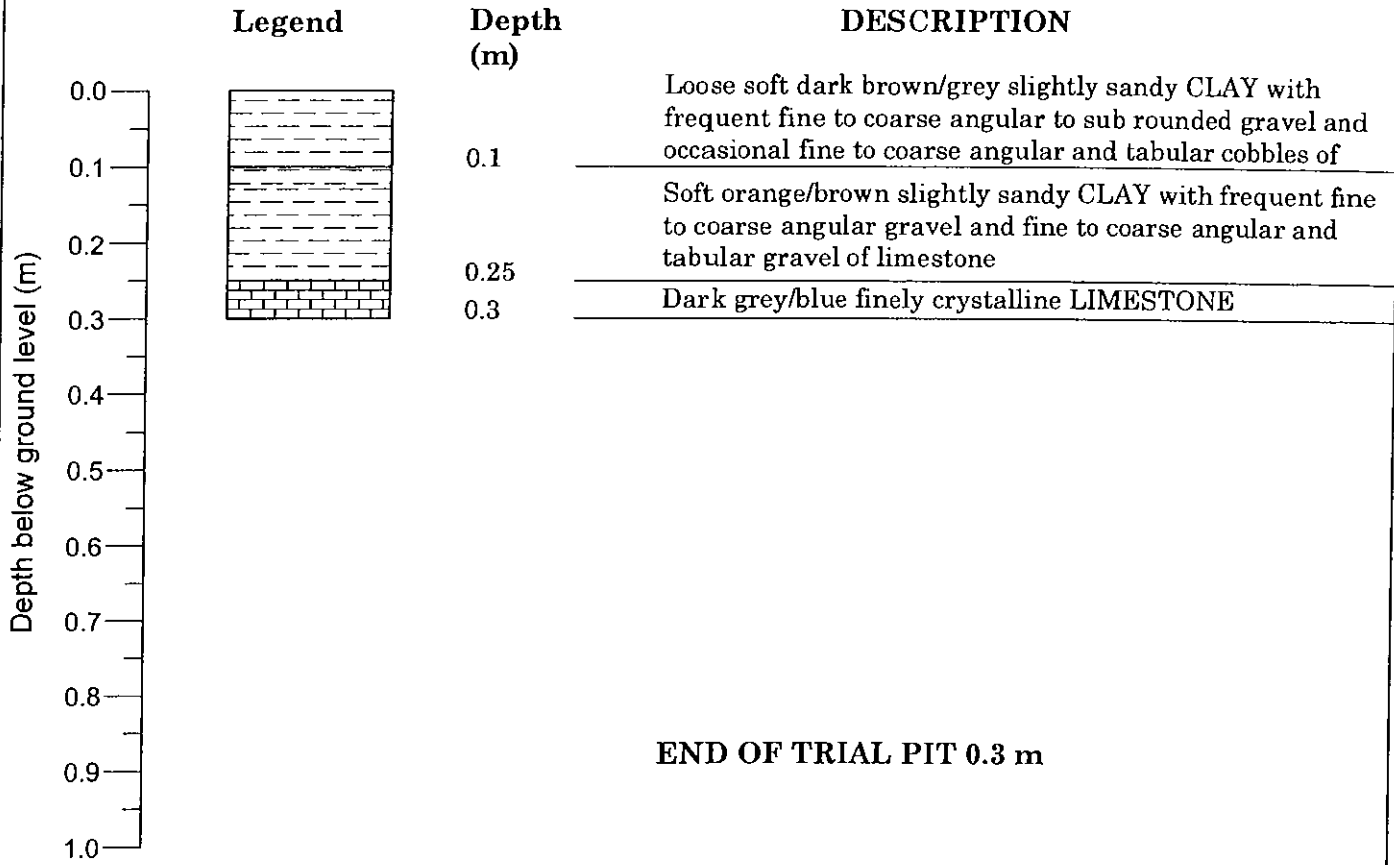 Legend Depth DESCRIPTION
(m)
Loose soft dark brown/grey slightly sandy CLAY with
frequent fine to coarse angular to sub rounded gravel and
0.1 occasional fine to coarse angular and tabular cobbles of
Soft orange/brown slightly sandy CLAY with frequent fine
to coarse angular gravel and fine to coarse angular and
tabular gravel of limestone
0.25
0.3 Dark grey/blue finely crystalline LIMESTONE
END OF TRIAL PIT 0.3 m
Depth below ground level (m)
0.0
0.1
0.2
0.3
0.4
0.5
0.6
0.7
0.8
0.9
1.0